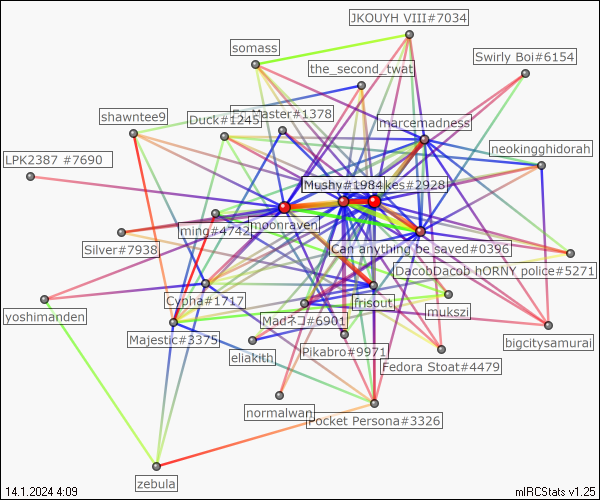 JKOUYH VIII#7034
somass
Swirly Boi#6154
the_second_twat
Master#1378
shawntee9
Duck#1245
marcemadness
neokingghidorah
LPK2387 #7690
Mushy#1984
kes#2928
ming#4742
moonraven
Silver#7938
Can anything be saved#0396
DacobDacob hORNY police#5271
Cypha#1717
frisout
mukszi
yoshimanden
Madネコ#6901
Majestic#3375
Pikabro#9971
bigcitysamurai
eliakith
Fedora Stoat#4479
normalwan
Pocket Persona#3326
zebula
14.1.2024 4:09
mIRCStats v1.25